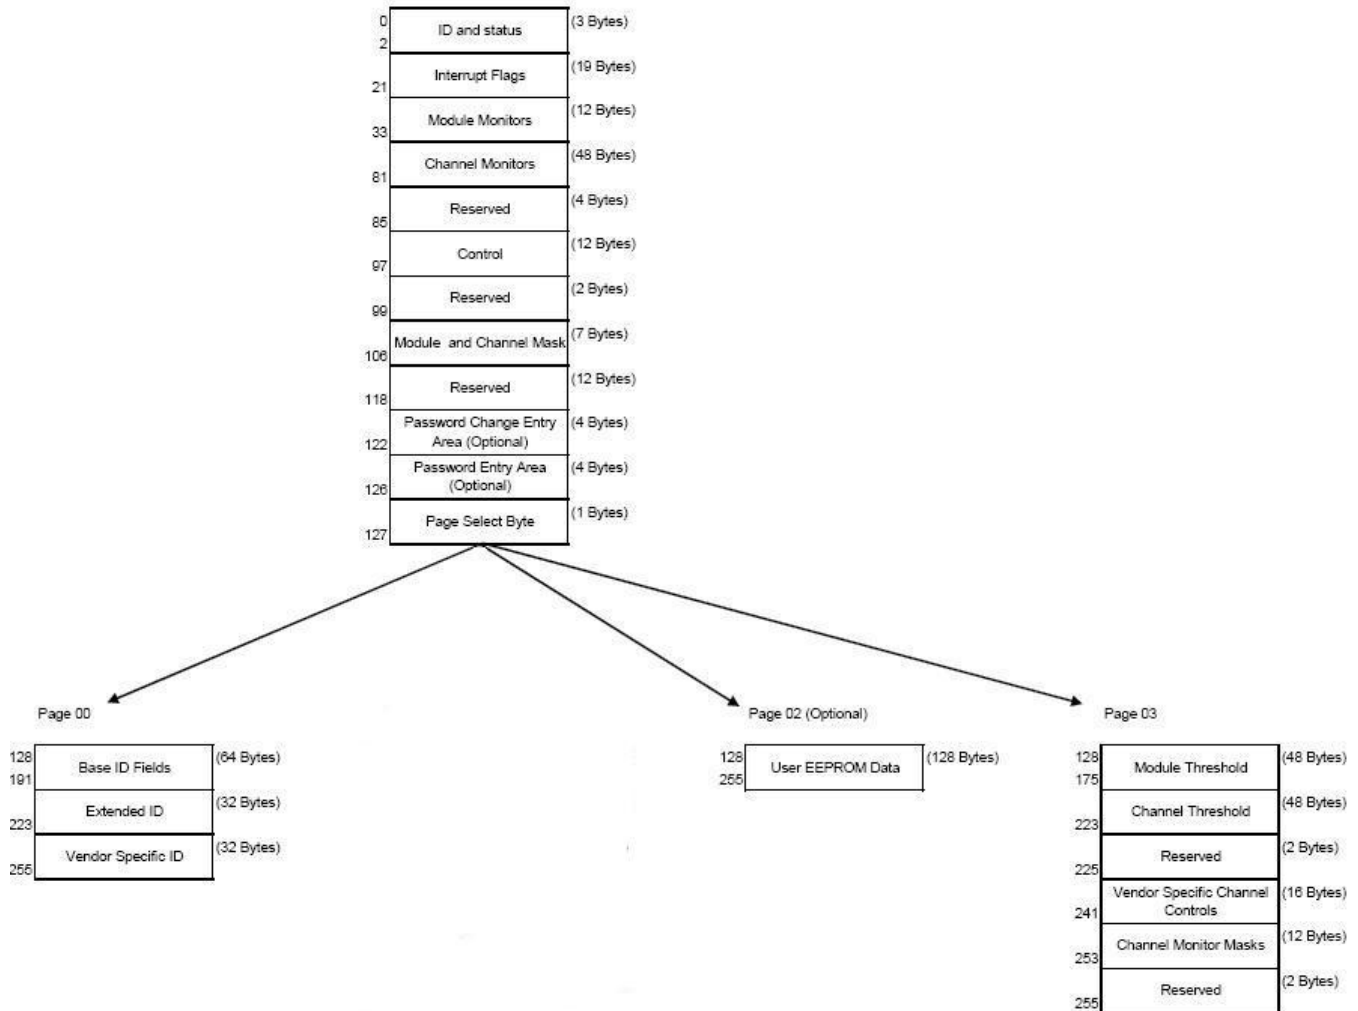 0
ID and status
(3 Bytes)
2
Interrupt Flags
(19 Bytes)
21
Module Monitors
(12 Bytes)
33
Channel Monitors
(48 Bytes)
81
Reserved
(4 Bytes)
85
Control
(12 Bytes)
97
Reserved
(2 Bytes)
99
Module and Channel Mask
(7 Bytes)
106
Reserved
(12 Bytes)
118
Password Change Entry
Area (Optional)
(4 Bytes)
122
Password Entry Area
(Optional)
(4 Bytes)
126
Page Select Byte
(1 Bytes)
127
Page 00
128
Base ID Fields
(64 Bytes)
191
Extended ID
(32 Bytes)
223
Vendor Specific ID
(32 Bytes)
255
Page 02 (Optional)
128
User EEPROM Data
(128 Bytes)
255
Page 03
128
Module Threshold
(48 Bytes)
175
Channel Threshold
(48 Bytes)
223
Reserved
(2 Bytes)
225
Vendor Specific Channel
Controls
(16 Bytes)
241
Channel Monitor Masks
(12 Bytes)
253
Reserved
(2 Bytes)
255